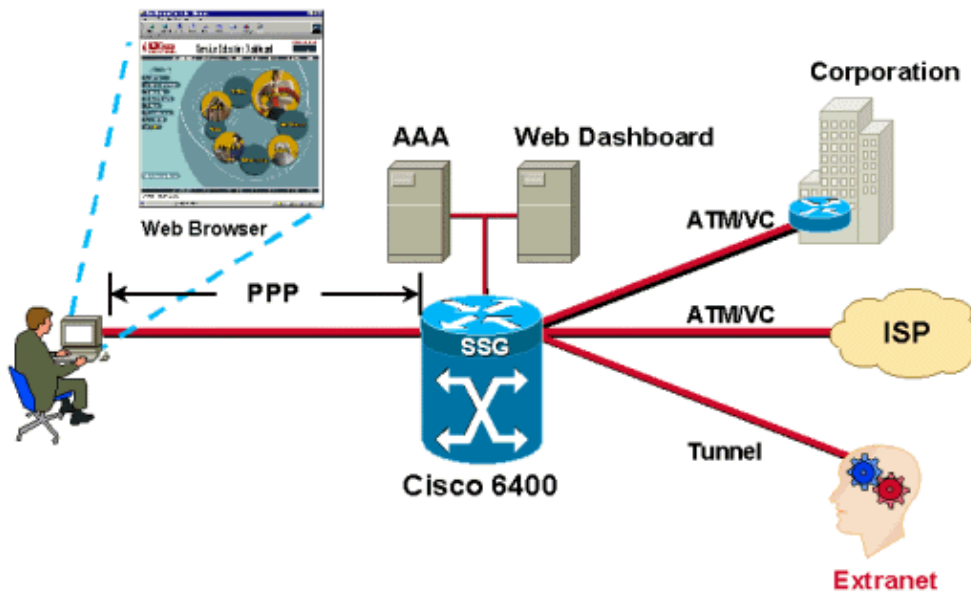 Web Browser
AAA
Web Dashboard
Corporation
ATM/VC
PPP
SSG
ATM/VC
ISP
Cisco 6400
Tunnel
Extranet